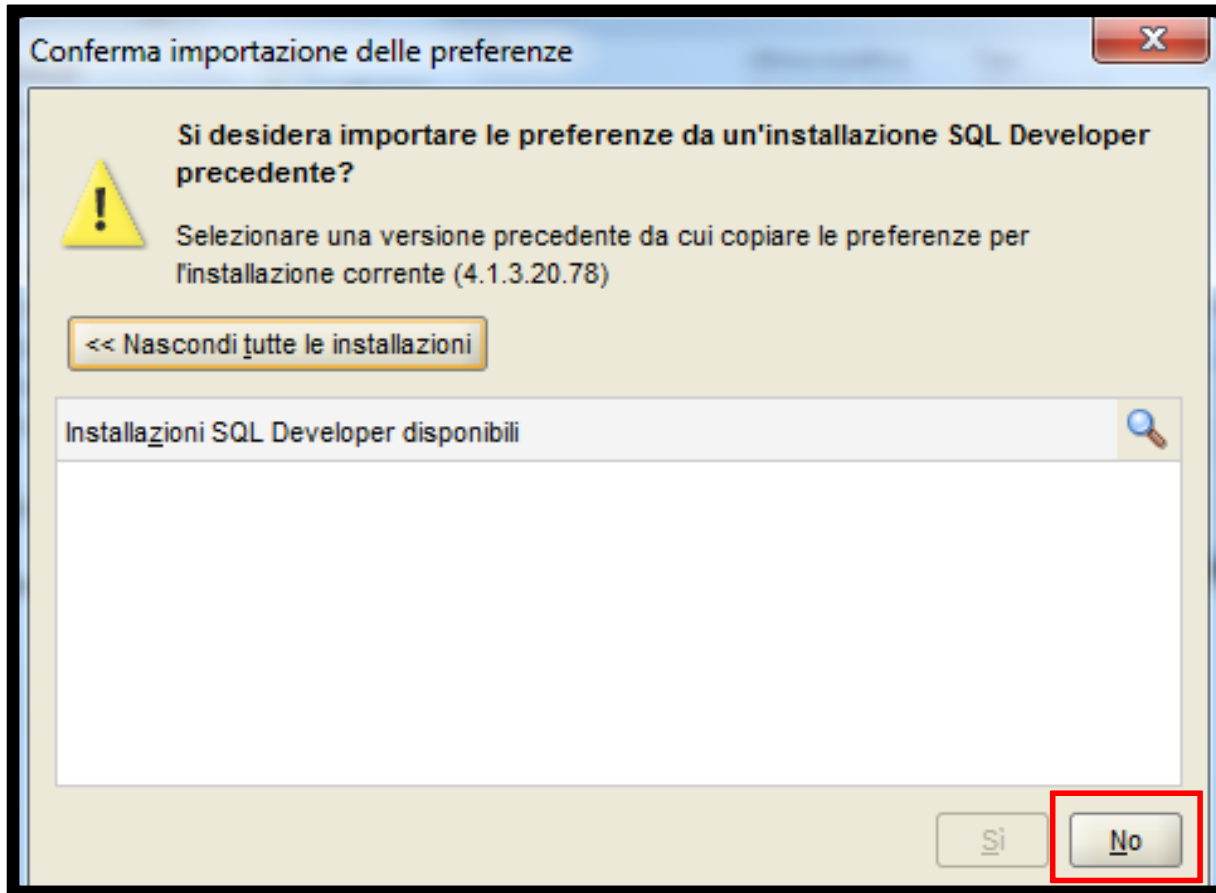 Conferma importazione delle preferenze
Si desidera importare le preferenze da un'installazione SQL Developer
precedente?
Selezionare una versione precedente da cui copiare le preferenze per
l'installazione corrente (4.1.3.20.78)
<< Nascondi tutte le installazioni
Installazioni SQL Developer disponibili
Sì No